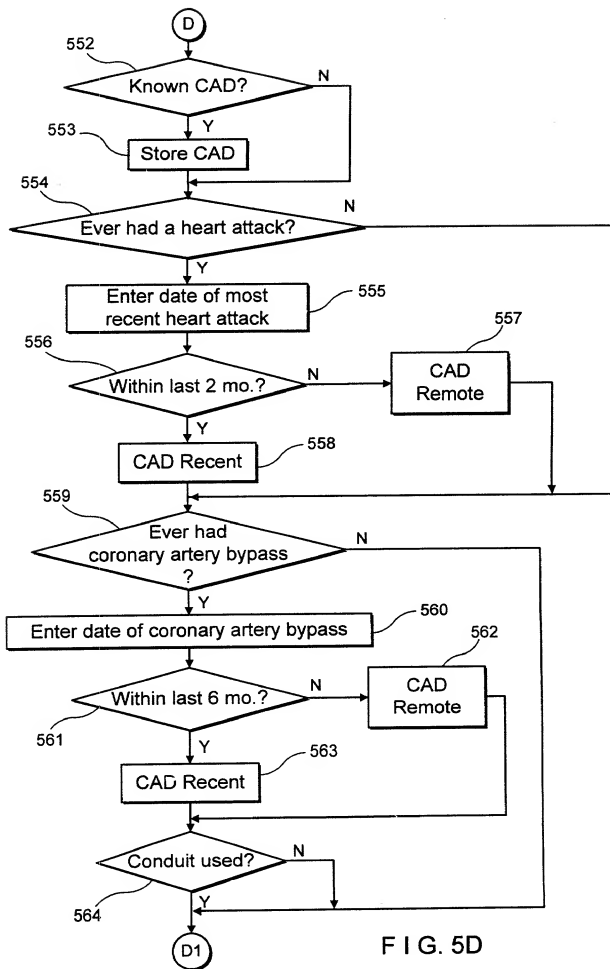 D
552
Known CAD?
N
Y
553
Store CAD
554
Ever had a heart attack?
N
Y
Enter date of most
recent heart attack
555
556
Within last 2 mo.?
N
557
CAD
Remote
Y
CAD Recent
558
559
Ever had
coronary artery bypass
?
N
Y
Enter date of coronary artery bypass
560
561
Within last 6 mo.?
N
562
CAD
Remote
Y
CAD Recent
563
Conduit used?
N
564
Y
D1
F I G. 5D